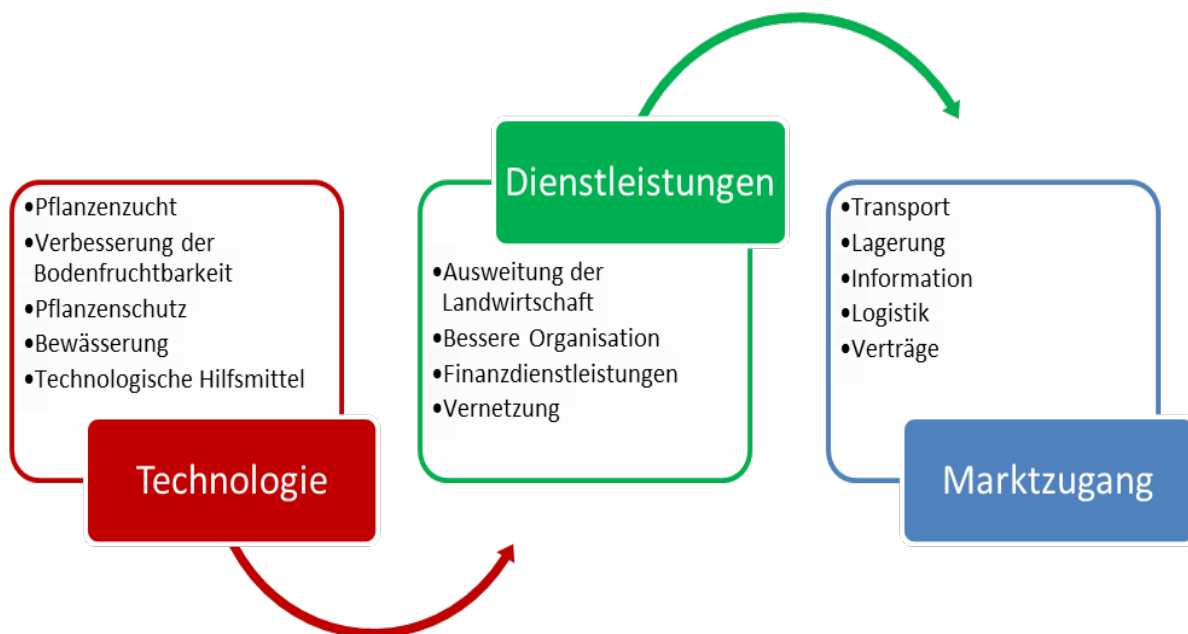 •Pflanzenzucht
•Verbesserung der
Bodenfruchtbarkeit
•Pflanzenschutz
•Bewässerung
•Technologische Hilfsmittel
Technologie
Dienstleistungen
•Ausweitung der
Landwirtschaft
•Bessere Organisation
•Finanzdienstleistungen
•Vernetzung
•Transport
•Lagerung
•Information
•Logistik
•Verträge
Marktzugang